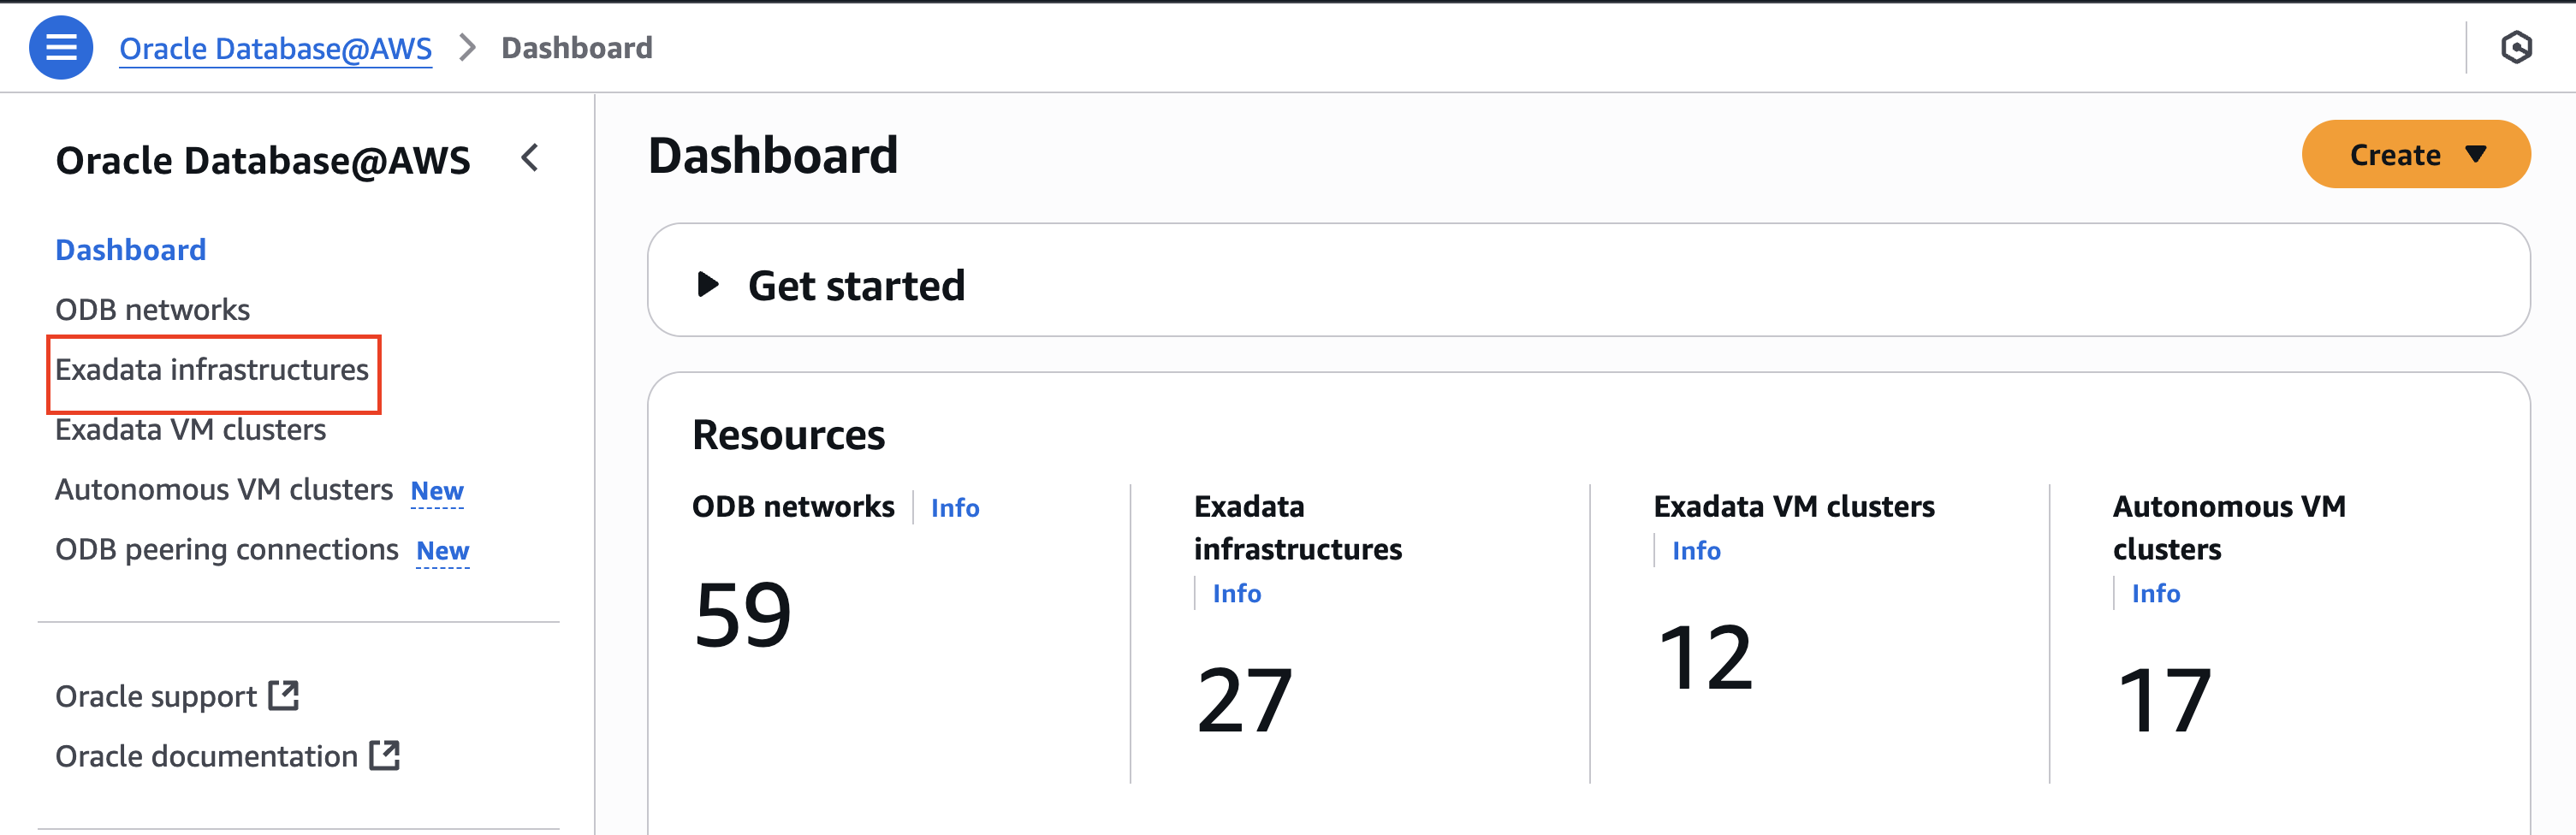 Oracle Database@AWS > Dashboard
Oracle Database@AWS
Dashboard
ODB networks
Exadata infrastructures
Exadata VM clusters
Autonomous VM clusters New
ODB peering connections New
Oracle support
Oracle documentation
Dashboard
Create
Get started
Resources
ODB networks
Info
59
Exadata
infrastructures
Info
27
Exadata VM clusters
Info
12
Autonomous VM
clusters
Info
17